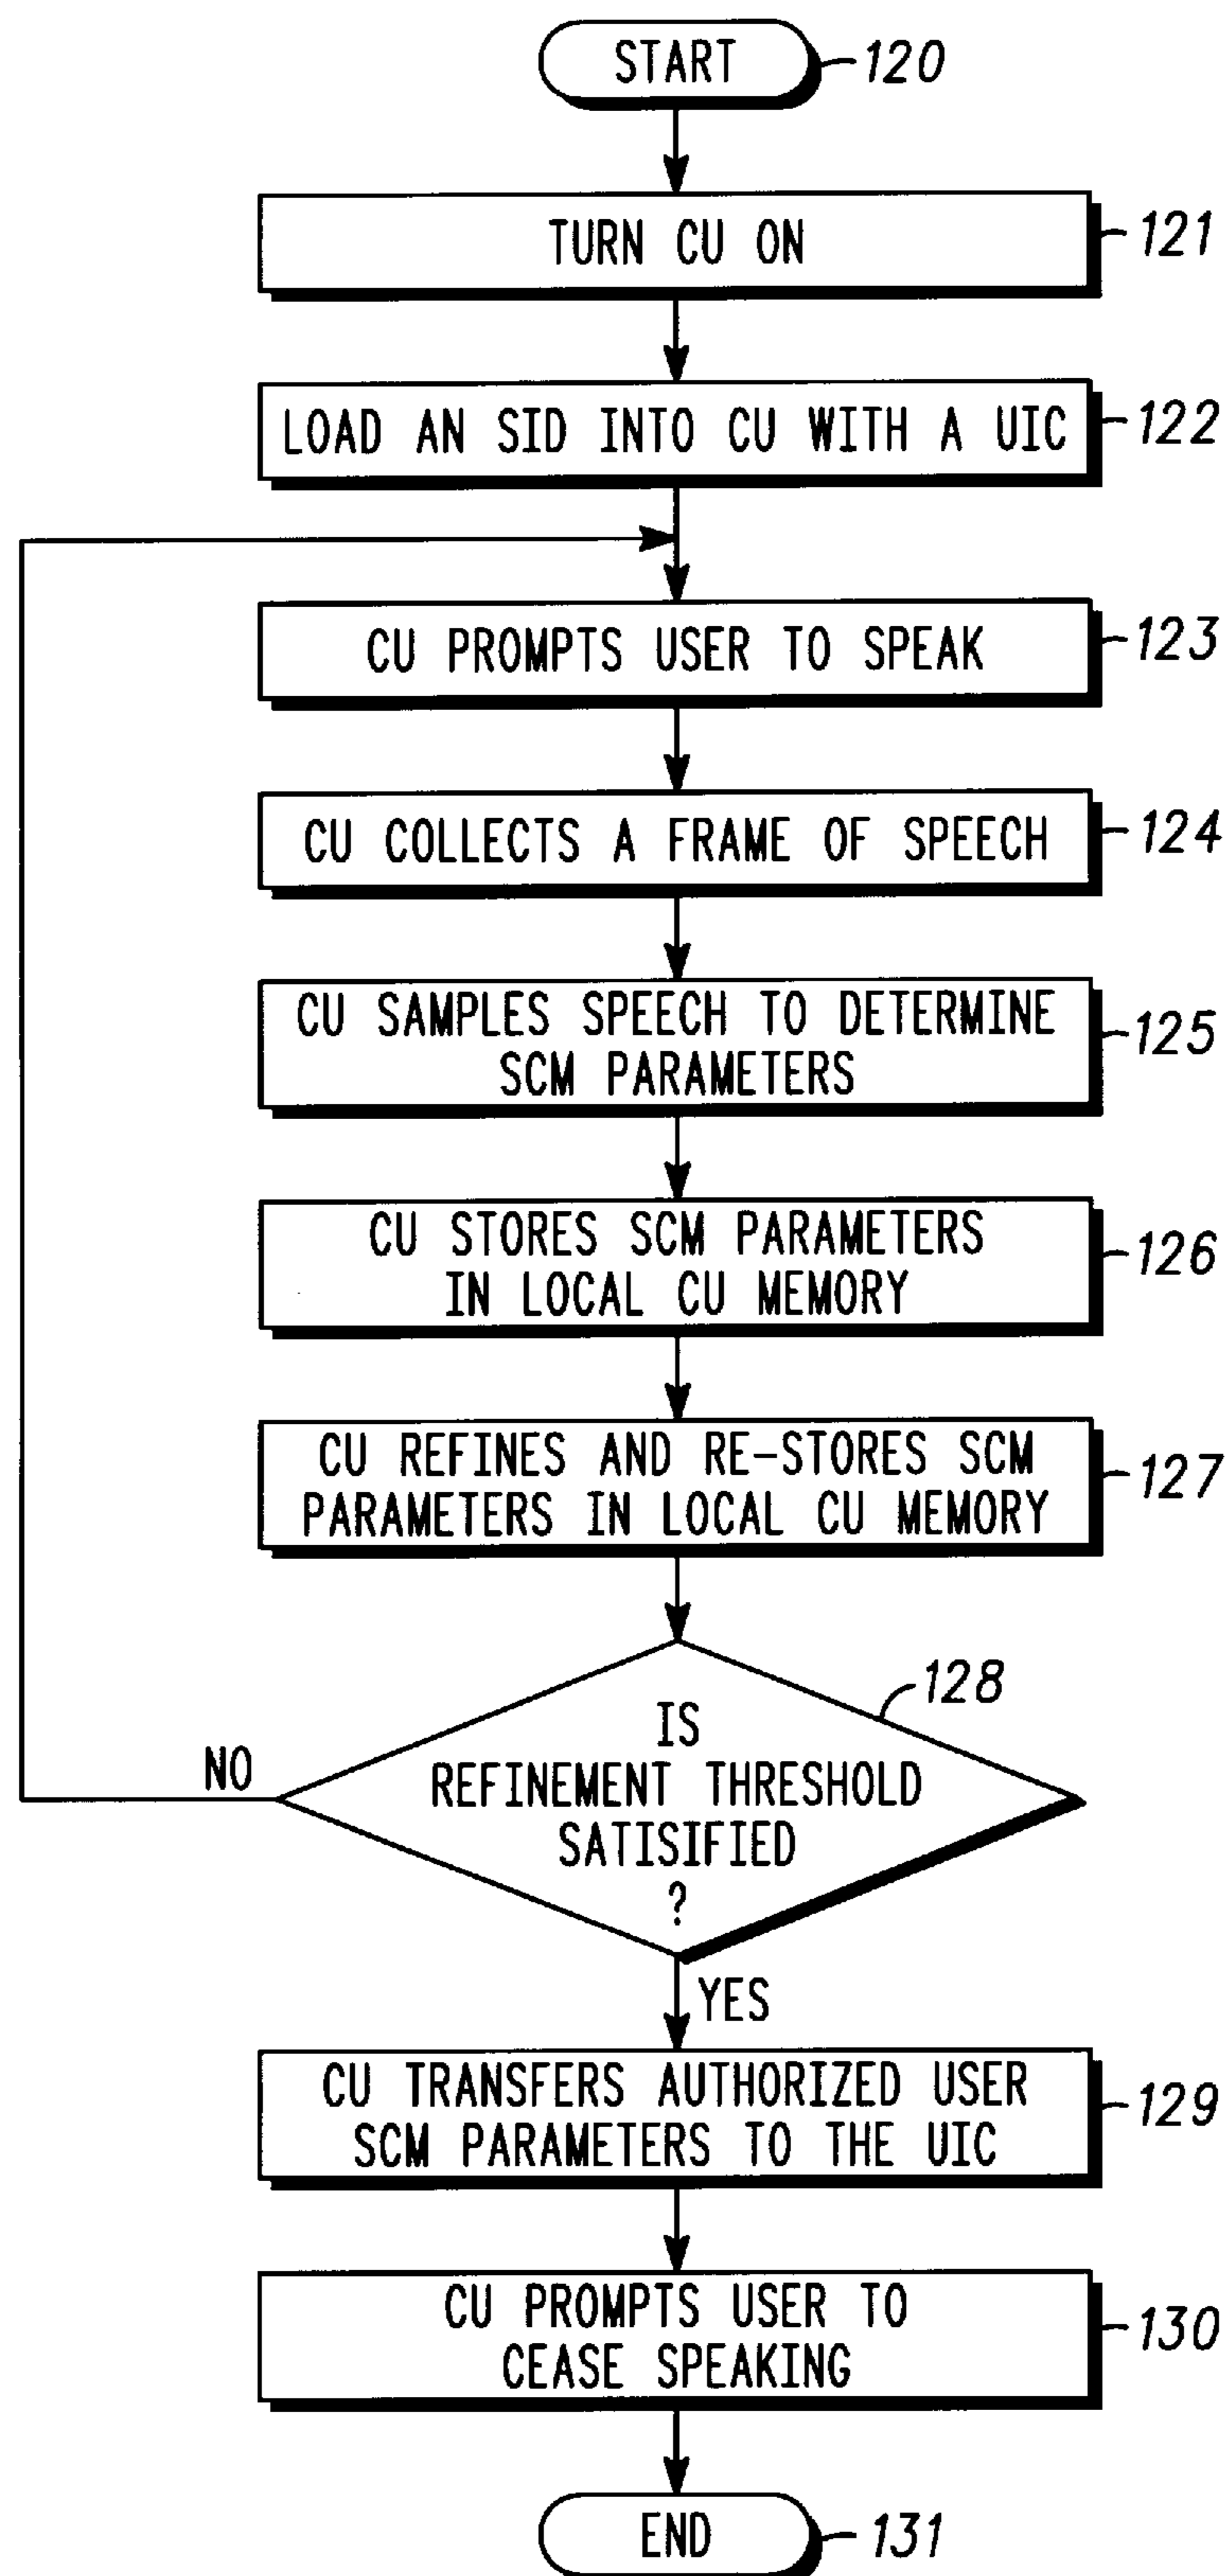 START
120
TURN CU ON
121
LOAD AN SID INTO CU WITH A UIC
122
CU PROMPTS USER TO SPEAK
123
CU COLLECTS A FRAME OF SPEECH
124
CU SAMPLES SPEECH TO DETERMINE
SCM PARAMETERS
125
CU STORES SCM PARAMETERS
IN LOCAL CU MEMORY
126
CU REFINES AND RE-STORES SCM
PARAMETERS IN LOCAL CU MEMORY
127
128
IS
REFINEMENT THRESHOLD
SATISIFIED
?
NO
YES
CU TRANSFERS AUTHORIZED USER
SCM PARAMETERS TO THE UIC
129
CU PROMPTS USER TO
CEASE SPEAKING
130
END
131